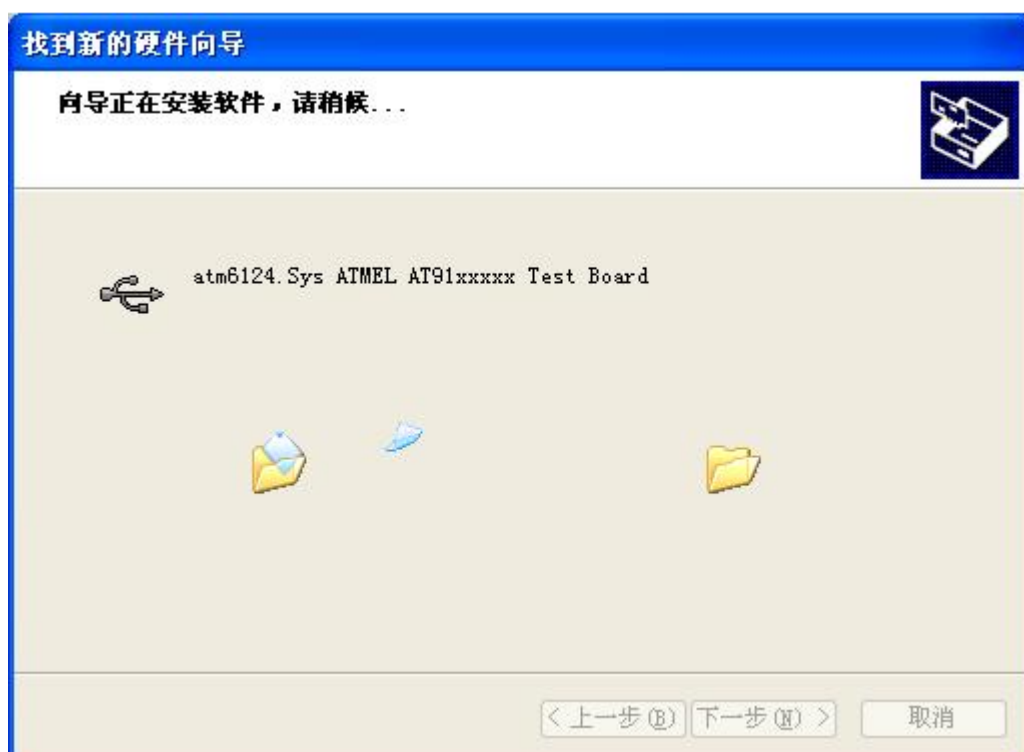 找到新的硬件向导
向导正在安装软件，请稍候...
atm6124.Sys ATMEL AT91xxxxx Test Board
< 上一步(B) 下一步(N) > 取消